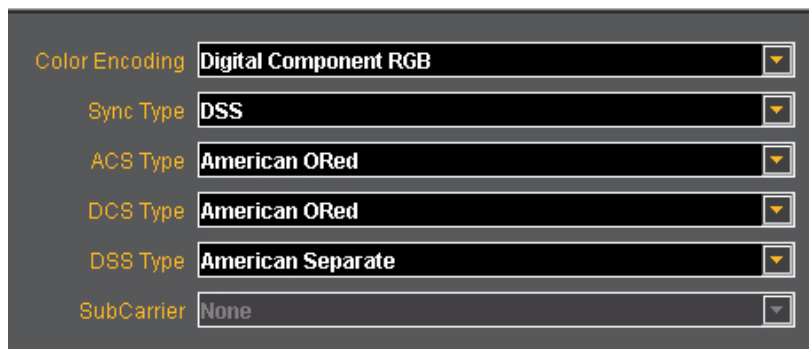 Color Encoding Digital Component RGB
Sync Type DSS
ACS Type American ORed
DCS Type American ORed
DSS Type American Separate
SubCarrier None